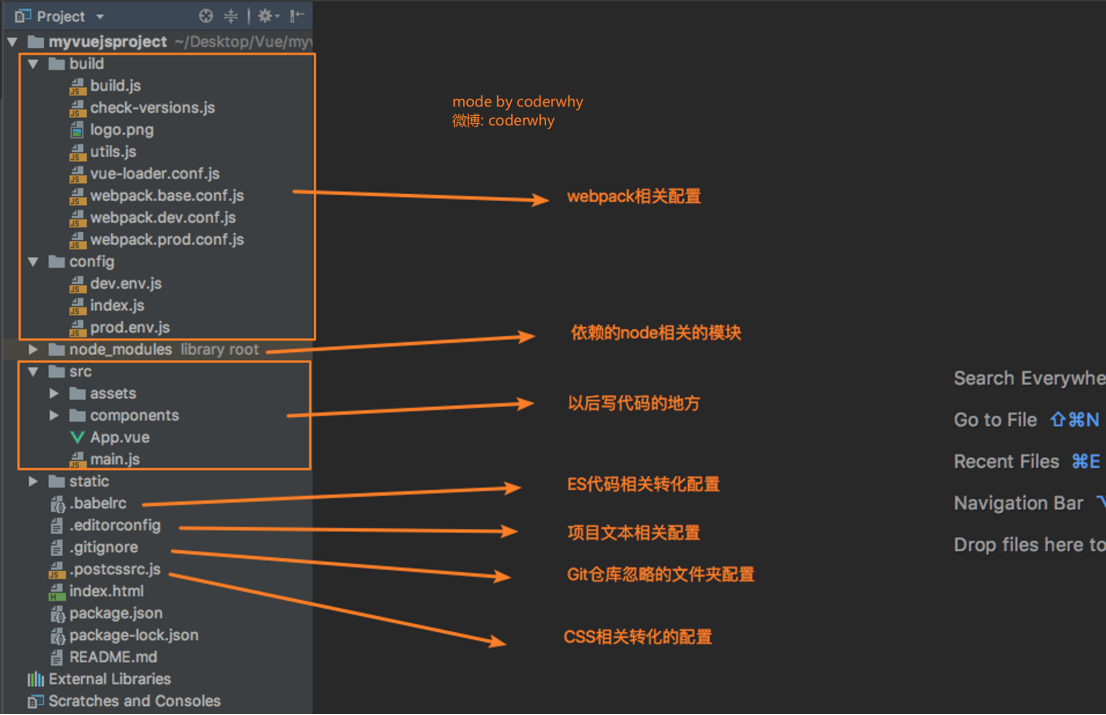 Project
myvuejsproject ~/Desktop/Vue/myv
build
build.js
check-versions.js
logo.png
utils.js
vue-loader.conf.js
webpack.base.conf.js
webpack.dev.conf.js
webpack.prod.conf.js
config
dev.env.js
index.js
prod.env.js
node_modules library root
src
assets
components
App.vue
main.js
static
.babelrc
.editorconfig
.gitignore
.postcssrc.js
index.html
package.json
package-lock.json
README.md
External Libraries
Scratches and Consoles
mode by coderwhy
微博: coderwhy
webpack相关配置
依赖的node相关的模块
以后写代码的地方
ES代码相关转化配置
项目文本相关配置
Git仓库忽略的文件夹配置
CSS相关转化的配置
Search Everywhe
Go to File ⇧⌘N
Recent Files ⌘E
Navigation Bar
Drop files here to